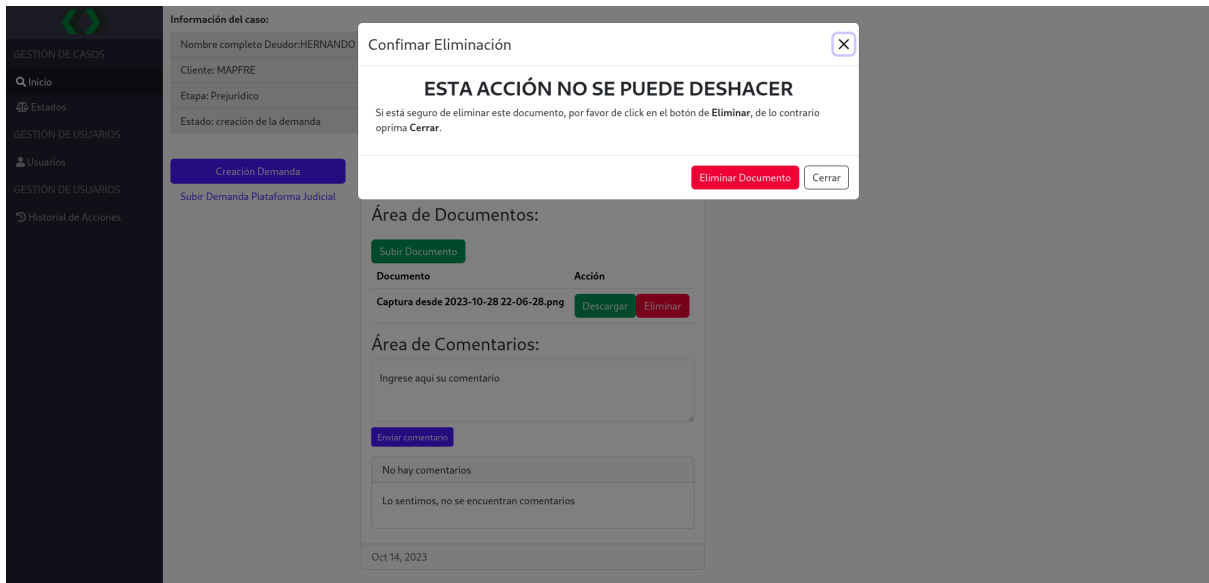 GESTIÓN DE CASOS
Inicio
Estados
GESTIÓN DE USUARIOS
Usuarios
GESTIÓN DE USUARIOS
Historial de Acciones
Información del caso:
Nombre completo Deudor:HERNANDO
Cliente: MAPFRE
Etapa: Prejuridico
Estado: creación de la demanda
Creación Demanda
Subir Demanda Plataforma Judicial
Confimar Eliminación
ESTA ACCIÓN NO SE PUEDE DESHACER
Si está seguro de eliminar este documento, por favor de click en el botón de Eliminar, de lo contrario
oprima Cerrar.
Eliminar Documento Cerrar
Área de Documentos:
Subir Documento
Documento Acción
Captura desde 2023-10-28 22-06-28.png Descargar Eliminar
Área de Comentarios:
Ingrese aquí su comentario
Enviar comentario
No hay comentarios
Lo sentimos, no se encuentran comentarios
Oct 14, 2023